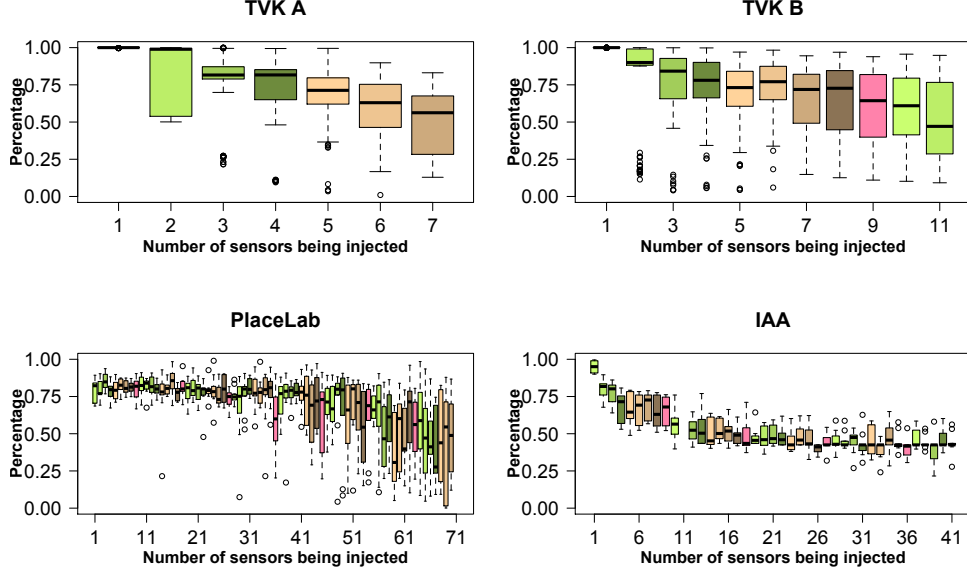 TVK A
TVK B
Percentage
1.00
0.75
0.50
0.25
0.00
1 2 3 4 5 6 7
Number of sensors being injected
Percentage
1.00
0.75
0.50
0.25
0.00
1 3 5 7 9 11
Number of sensors being injected
PlaceLab
IAA
Percentage
1.00
0.75
0.50
0.25
0.00
1 11 21 31 41 51 61 71
Number of sensors being injected
Percentage
1.00
0.75
0.50
0.25
0.00
1 6 11 16 21 26 31 36 41
Number of sensors being injected